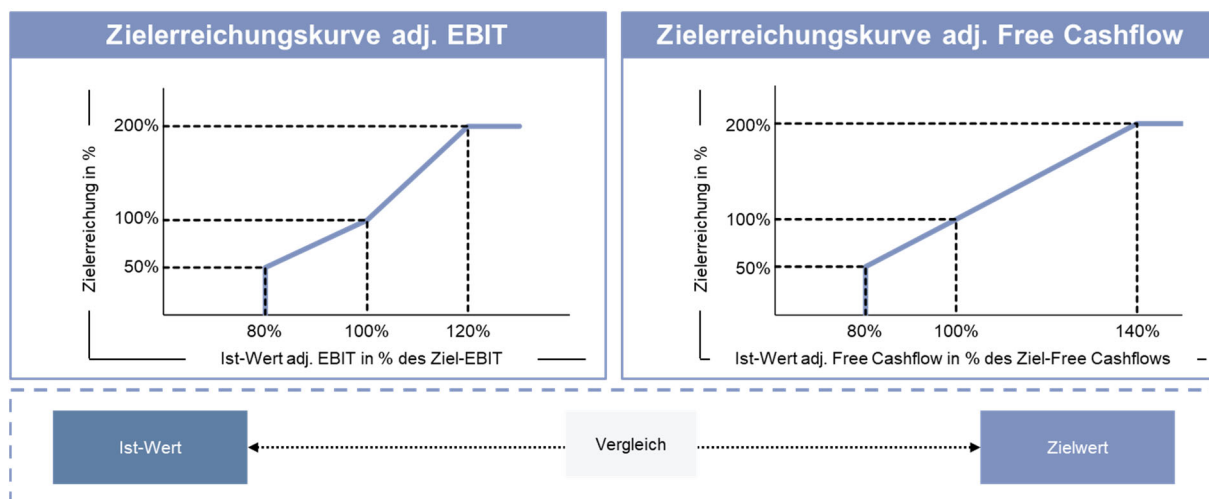 Zielerreichungskurve adj. EBIT
Zielerreichung in %
200%
100%
50%
80%
100%
120%
Ist-Wert adj. EBIT in % des Ziel-EBIT
Zielerreichungskurve adj. Free Cashflow
Zielerreichung in %
200%
100%
50%
80%
100%
140%
Ist-Wert adj. Free Cashflow in % des Ziel-Free Cashflows
Ist-Wert
Vergleich
Zielwert